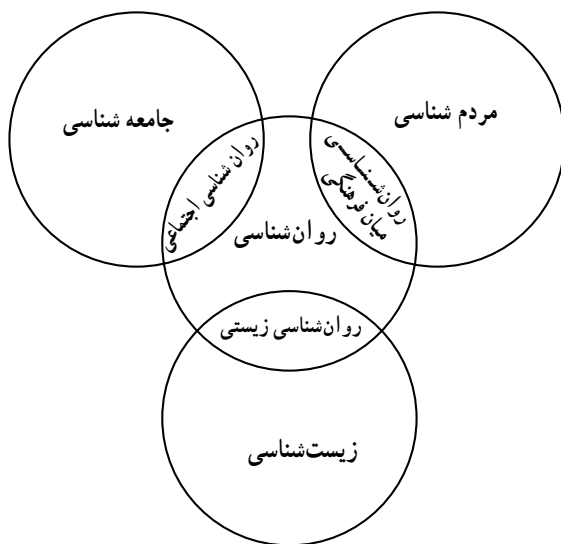 مردم شناسی
جامعه شناسی
روان‌شناسی
میان فرهنگی
روان‌شناسی اجتماعی
روان‌شناسی
روان‌شناسی زیستی
زیست‌شناسی